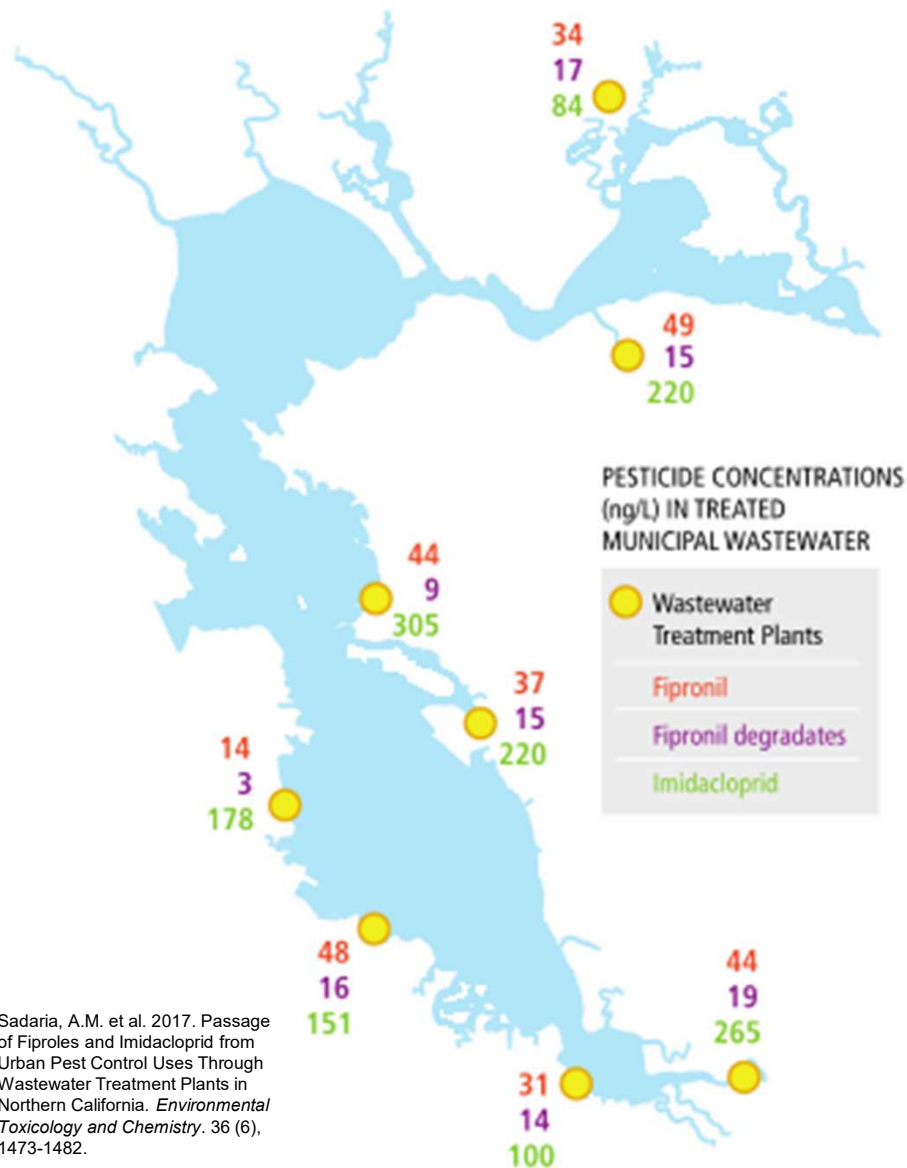 34
17
84
49
15
220
PESTICIDE CONCENTRATIONS
(ng/L) IN TREATED
MUNICIPAL WASTEWATER
Wastewater
Treatment Plants
Fipronil
Fipronil degradates
Imidacloprid
44
9
305
37
15
220
14
3
178
48
16
151
44
19
265
31
14
100
Sadaria, A.M. et al. 2017. Passage
of Fiproles and Imidacloprid from
Urban Pest Control Uses Through
Wastewater Treatment Plants in
Northern California. Environmental
Toxicology and Chemistry. 36 (6),
1473-1482.